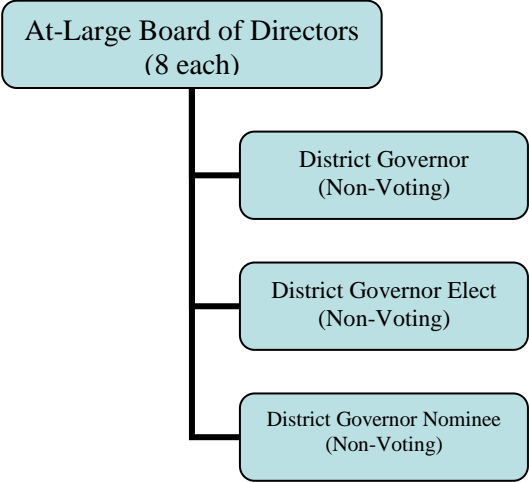 At-Large Board of Directors
(8 each)
District Governor
(Non-Voting)
District Governor Elect
(Non-Voting)
District Governor Nominee
(Non-Voting)